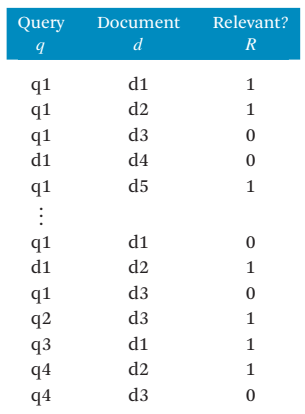 Query Document Relevant?
q d R
q1 d1 1
q1 d2 1
q1 d3 0
d1 d4 0
q1 d5 1
⋮
q1 d1 0
d1 d2 1
q1 d3 0
q2 d3 1
q3 d1 1
q4 d2 1
q4 d3 0